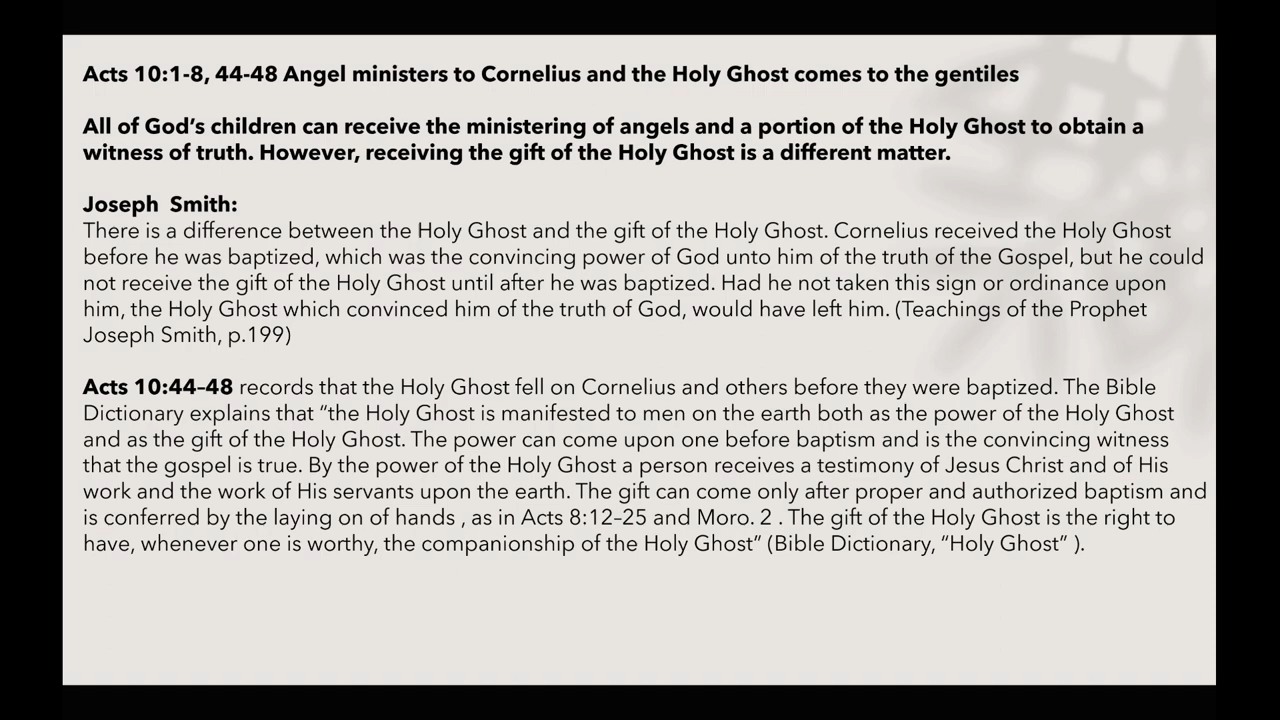 Acts 10:1-8, 44-48 Angel ministers to Cornelius and the Holy Ghost comes to the gentiles
All of God’s children can receive the ministering of angels and a portion of the Holy Ghost to obtain a
witness of truth. However, receiving the gift of the Holy Ghost is a different matter.
Joseph  Smith:
There is a difference between the Holy Ghost and the gift of the Holy Ghost. Cornelius received the Holy Ghost
before he was baptized, which was the convincing power of God unto him of the truth of the Gospel, but he could
not receive the gift of the Holy Ghost until after he was baptized. Had he not taken this sign or ordinance upon
him, the Holy Ghost which convinced him of the truth of God, would have left him. (Teachings of the Prophet
Joseph Smith, p.199)
Acts 10:44–48 records that the Holy Ghost fell on Cornelius and others before they were baptized. The Bible
Dictionary explains that “the Holy Ghost is manifested to men on the earth both as the power of the Holy Ghost
and as the gift of the Holy Ghost. The power can come upon one before baptism and is the convincing witness
that the gospel is true. By the power of the Holy Ghost a person receives a testimony of Jesus Christ and of His
work and the work of His servants upon the earth. The gift can come only after proper and authorized baptism and
is conferred by the laying on of hands , as in Acts 8:12–25 and Moro. 2 . The gift of the Holy Ghost is the right to
have, whenever one is worthy, the companionship of the Holy Ghost” (Bible Dictionary, “Holy Ghost” ).